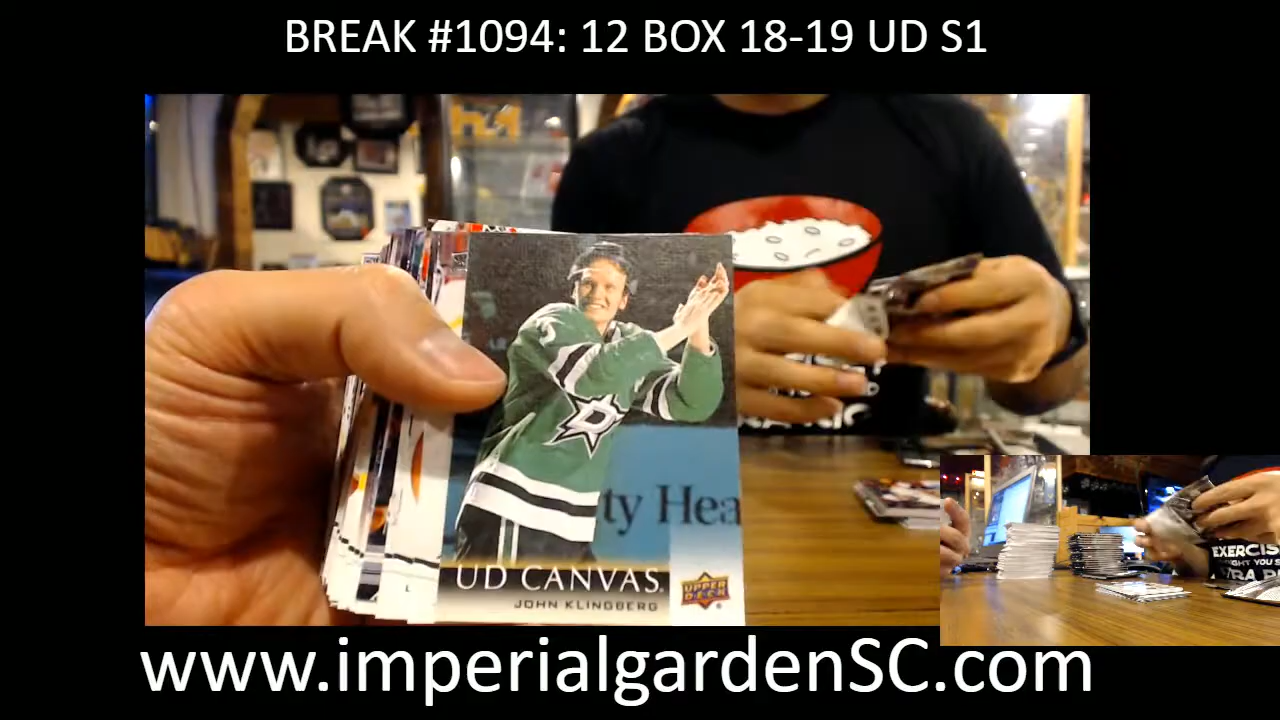 BREAK #1094: 12 BOX 18-19 UD S1
ty Hea
UD CANVAS
JOHN KLINGBERG
UPPER
DECK
EXERCIS
www.imperialgardenSC.com